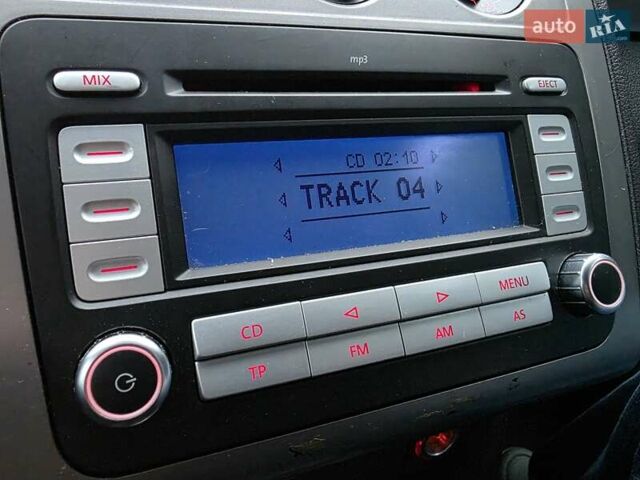 auto RIA
mp3
MIX
EJECT
CD 02:10
TRACK 04
CD
MENU
TP FM AM AS